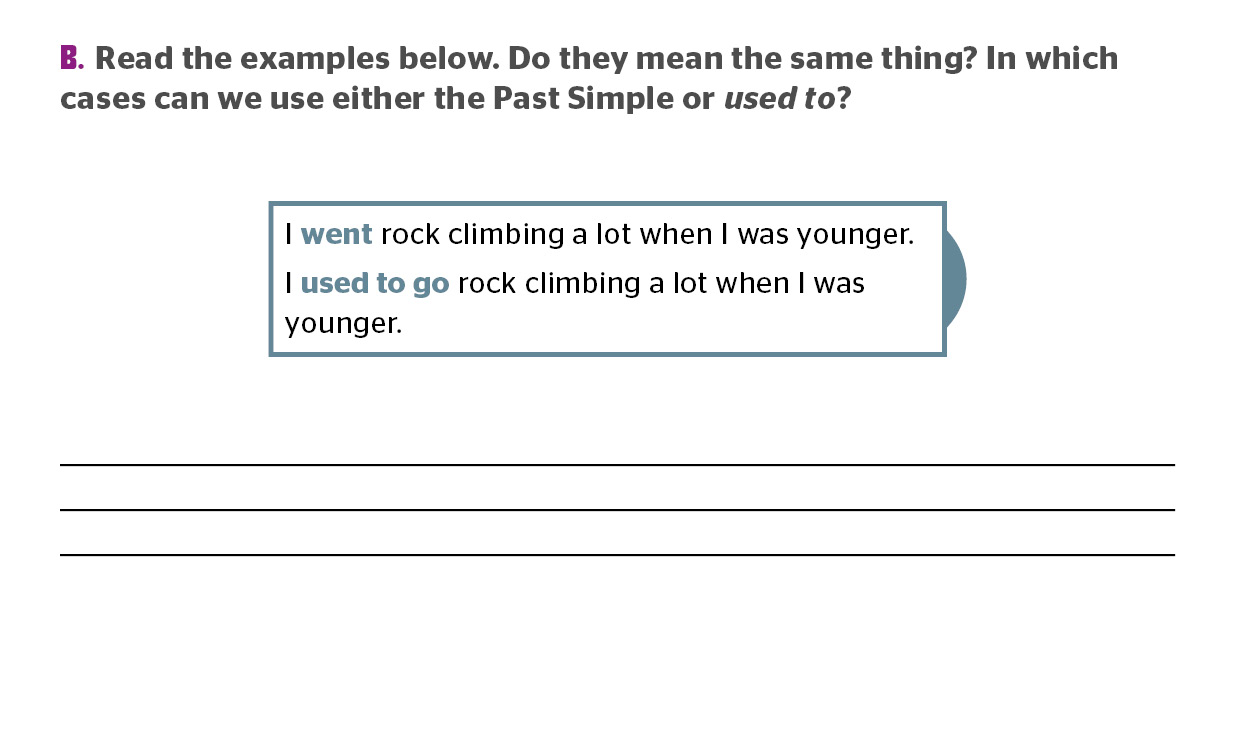 B. Read the examples below. Do they mean the same thing? In which
cases can we use either the Past Simple or used to?
I went rock climbing a lot when I was younger.
I used to go rock climbing a lot when I was
younger.